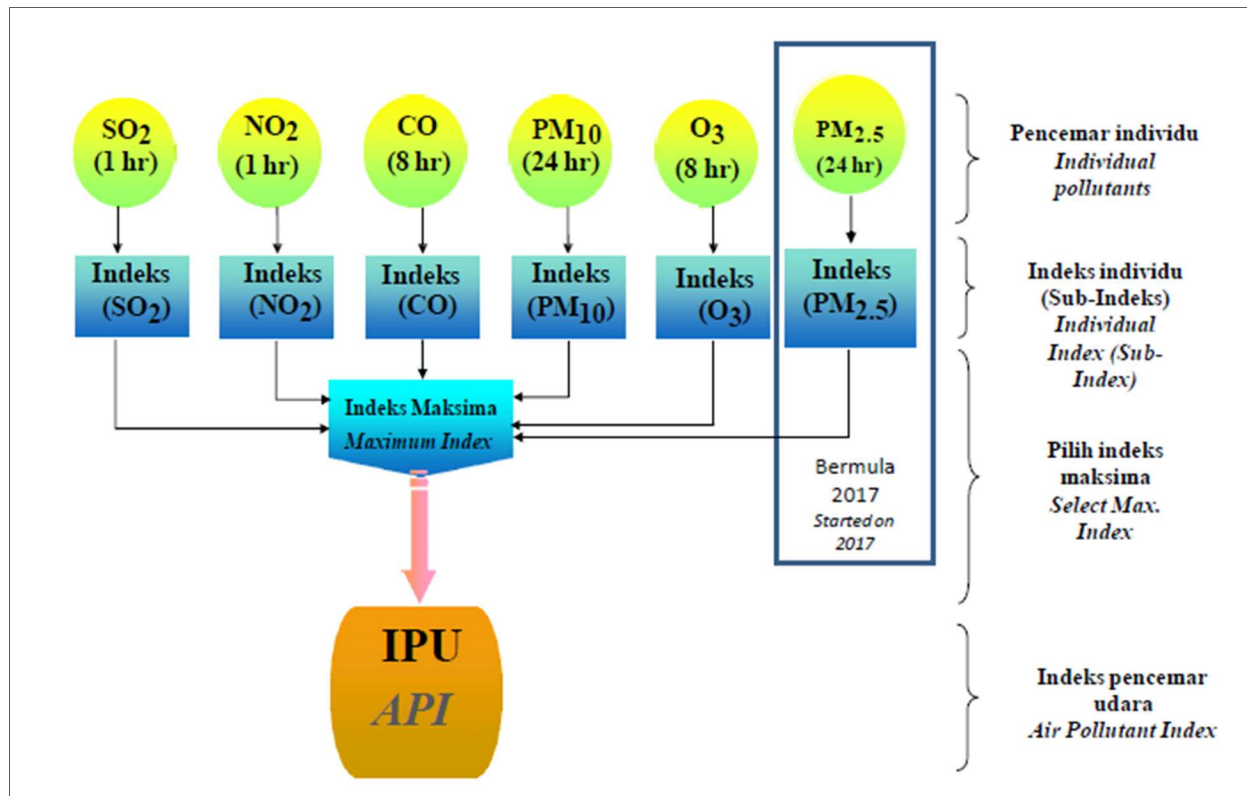 SO2
(1 hr)
NO2
(1 hr)
CO
(8 hr)
PM10
(24 hr)
O3
(8 hr)
PM2.5
(24 hr)
Pencemar individu
Individual
pollutants
Indeks
(SO2)
Indeks
(NO2)
Indeks
(CO)
Indeks
(PM10)
Indeks
(O3)
Indeks
(PM2.5)
Indeks individu
(Sub-Indeks)
Individual
Index (Sub-
Index)
Indeks Maksima
Maximum Index
Bermula
2017
Started on
2017
Pilih indeks
maksima
Select Max.
Index
IPU
API
Indeks pencemar
udara
Air Pollutant Index